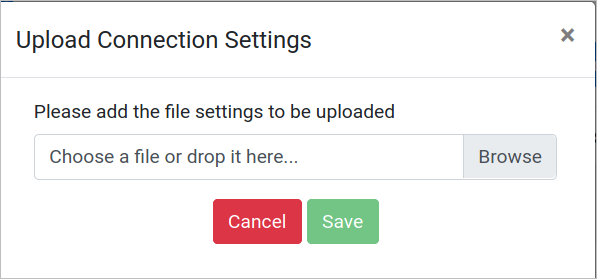 Upload Connection Settings ×
Please add the file settings to be uploaded
Choose a file or drop it here... Browse
Cancel Save